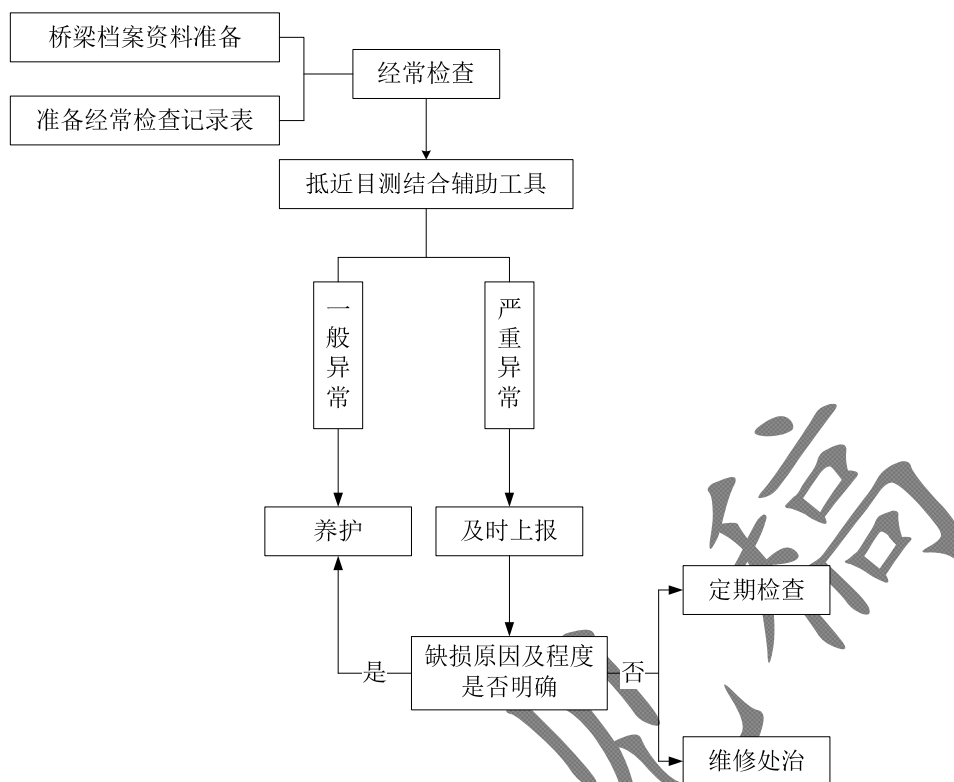 桥梁档案资料准备
经常检查
准备经常检查记录表
抵近目测结合辅助工具
一般异常
严重异常
养护
及时上报
定期检查
缺损原因及程度
是否明确
是
否
维修处治
稿